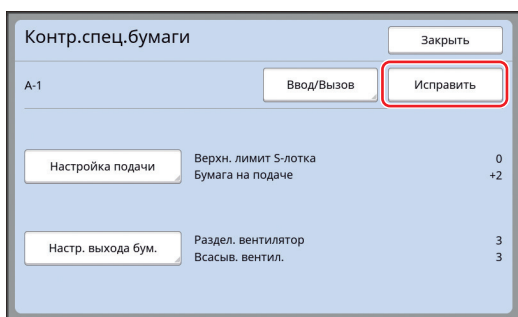 Контр.спец.бумаги
Закрыть
A-1
Ввод/Вызов
Исправить
Настройка подачи
Верхн. лимит S-лотка 0
Бумага на подаче +2
Настр. выхода бум.
Раздел. вентилятор 3
Всасыв. вентил. 3